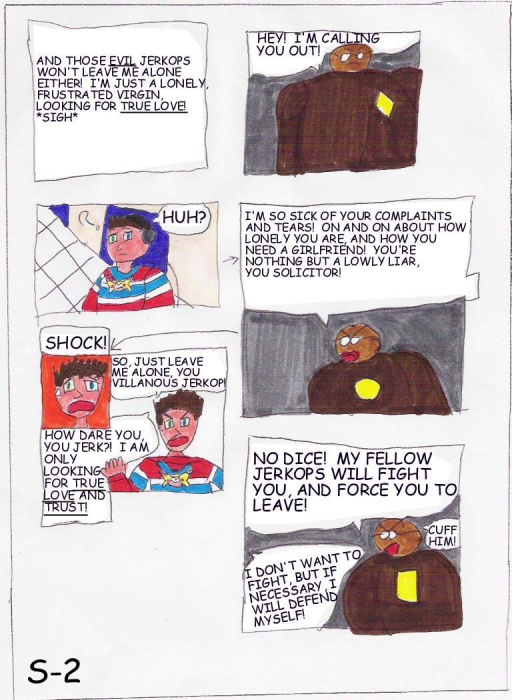 AND THOSE EVIL JERKOPS
WON'T LEAVE ME ALONE
EITHER! I'M JUST A LONELY,
FRUSTRATED VIRGIN,
LOOKING FOR TRUE LOVE!
*SIGH*
HEY! I'M CALLING
YOU OUT!
?
HUH?
I'M SO SICK OF YOUR COMPLAINTS
AND TEARS! ON AND ON ABOUT HOW
LONELY YOU ARE, AND HOW YOU
NEED A GIRLFRIEND! YOU'RE
NOTHING BUT A LOWLY LIAR,
YOU SOLICITOR!
SHOCK!
HOW DARE YOU,
YOU JERK?! I AM
ONLY
LOOKING
FOR TRUE
LOVE AND
TRUST!
SO, JUST LEAVE
ME ALONE, YOU
VILLANOUS JERKOP!
NO DICE! MY FELLOW
JERKOPS WILL FIGHT
YOU, AND FORCE YOU TO
LEAVE!
CUFF
HIM!
I DON'T WANT TO
FIGHT, BUT IF
NECESSARY, I
WILL DEFEND
MYSELF!
S-2